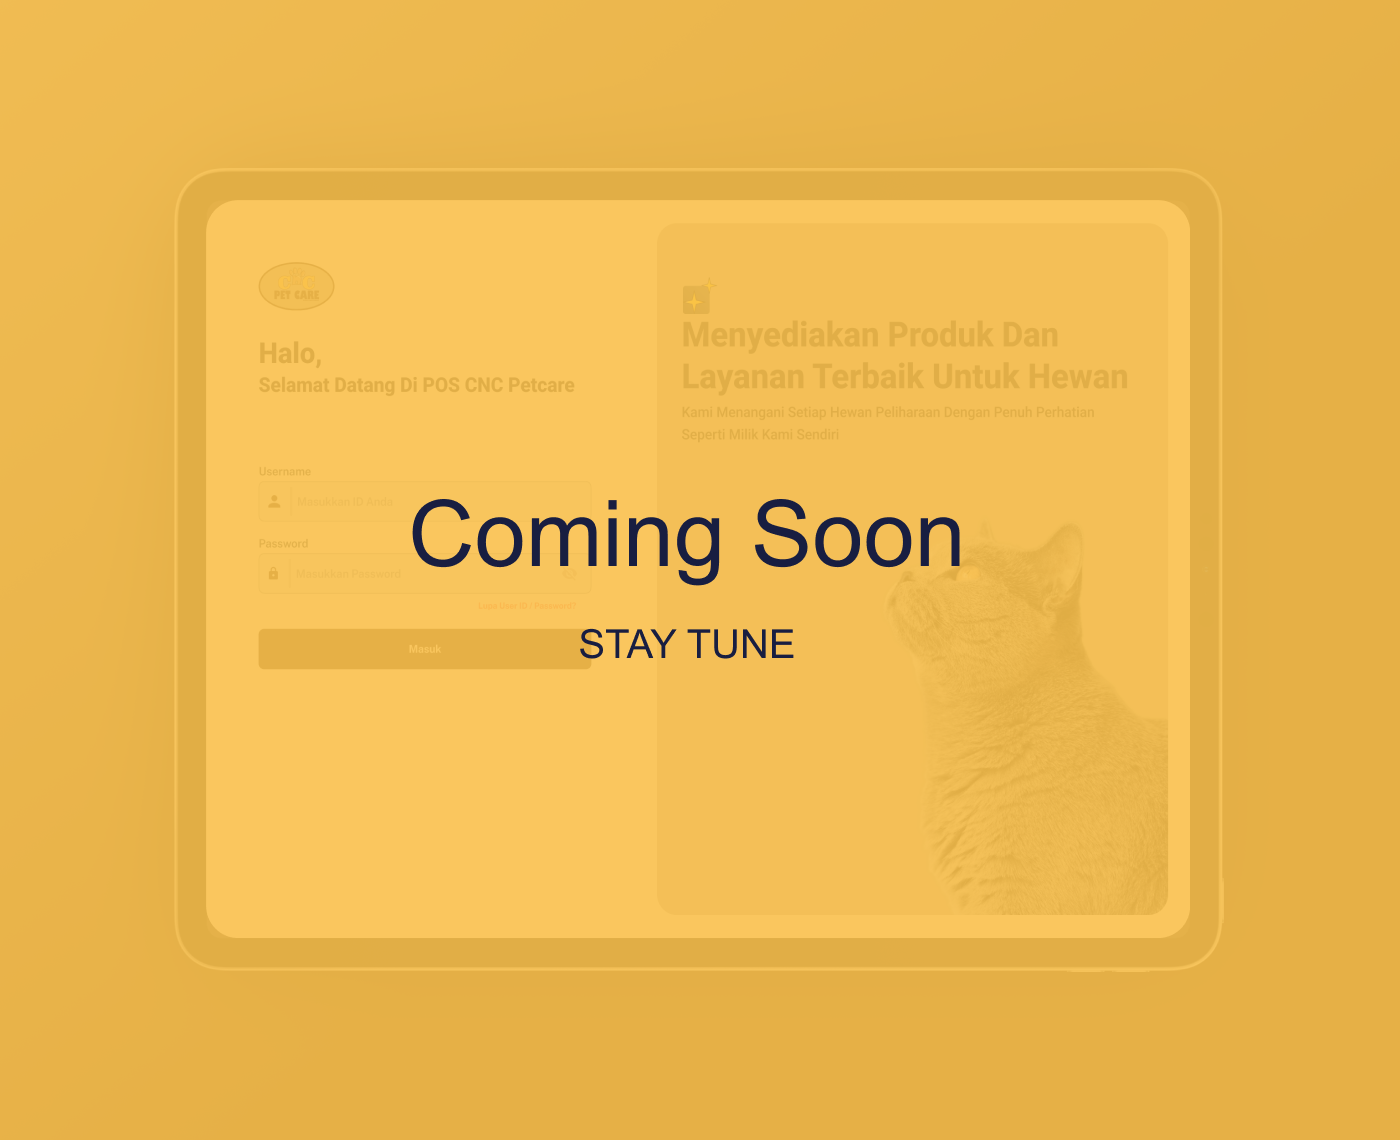 PET CARE
Halo,
Selamat Datang Di POS CNC Petcare
Username
Masukkan ID Anda
Password
Masukkan Password
Lupa User ID / Password?
Masuk
Menyediakan Produk Dan
Layanan Terbaik Untuk Hewan
Kami Menangani Setiap Hewan Peliharaan Dengan Penuh Perhatian
Seperti Milik Kami Sendiri
Coming Soon
STAY TUNE